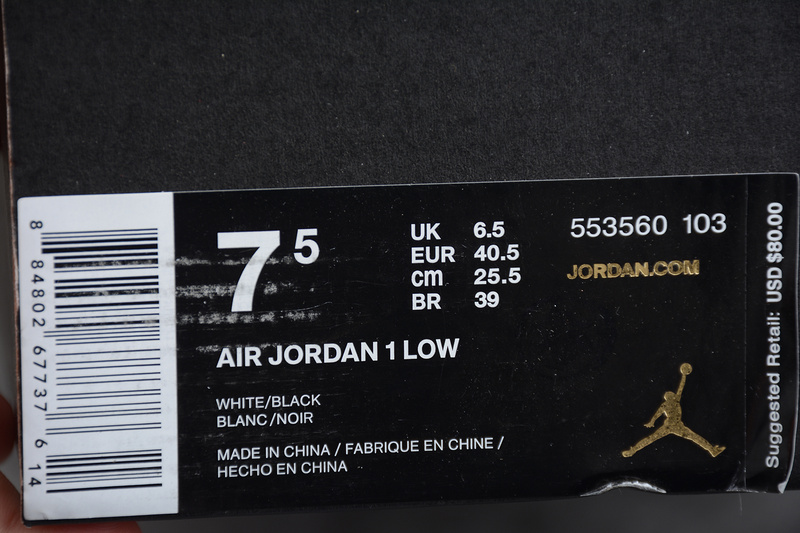 8 84802 67737 6 14
7 5
UK 6.5
EUR 40.5
cm 25.5
BR 39
553560 103
JORDAN.COM
AIR JORDAN 1 LOW
WHITE/BLACK
BLANC/NOIR
MADE IN CHINA / FABRIQUE EN CHINE /
HECHO EN CHINA
Suggested Retail: USD $80.00